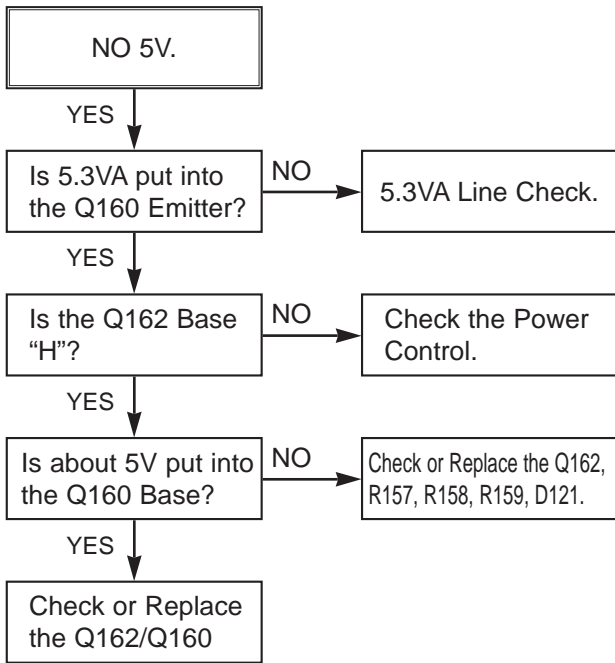 NO 5V.
YES
Is 5.3VA put into
the Q160 Emitter?
NO
5.3VA Line Check.
YES
Is the Q162 Base
“H”?
NO
Check the Power
Control.
YES
Is about 5V put into
the Q160 Base?
NO
Check or Replace the Q162,
R157, R158, R159, D121.
YES
Check or Replace
the Q162/Q160